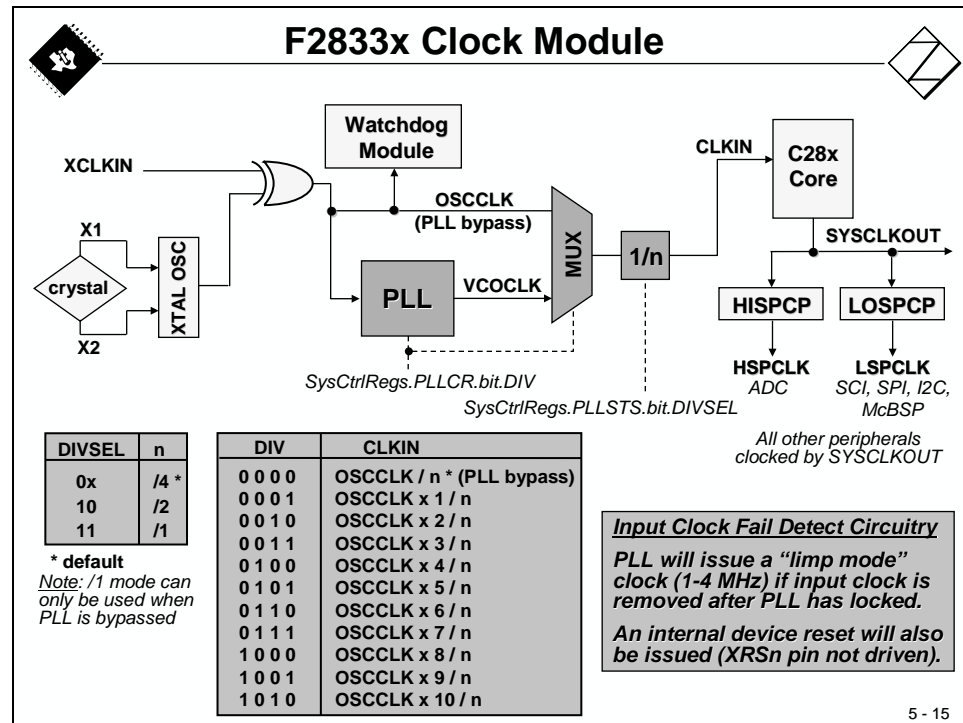 F2833x Clock Module
Watchdog
Module
XCLKIN
CLKIN
C28x
Core
OSCCLK
(PLL bypass)
X1
crystal
X2
XTAL OSC
PLL
VCOCLK
MUX
1/n
SYSCLKOUT
HISPCP
LOSPCP
HSPCLK
ADC
LSPCLK
SCI, SPI, I2C,
McBSP
SysCtrlRegs.PLLCR.bit.DIV
SysCtrlRegs.PLLSTS.bit.DIVSEL
All other peripherals
clocked by SYSCLKOUT
DIVSEL n
0x /4 *
10 /2
11 /1
* default
Note: /1 mode can
only be used when
PLL is bypassed
DIV CLKIN
0 0 0 0 OSCCLK / n * (PLL bypass)
0 0 0 1 OSCCLK x 1 / n
0 0 1 0 OSCCLK x 2 / n
0 0 1 1 OSCCLK x 3 / n
0 1 0 0 OSCCLK x 4 / n
0 1 0 1 OSCCLK x 5 / n
0 1 1 0 OSCCLK x 6 / n
0 1 1 1 OSCCLK x 7 / n
1 0 0 0 OSCCLK x 8 / n
1 0 0 1 OSCCLK x 9 / n
1 0 1 0 OSCCLK x 10 / n
Input Clock Fail Detect Circuitry
PLL will issue a “limp mode”
clock (1-4 MHz) if input clock is
removed after PLL has locked.
An internal device reset will also
be issued (XRSn pin not driven).
5 - 15